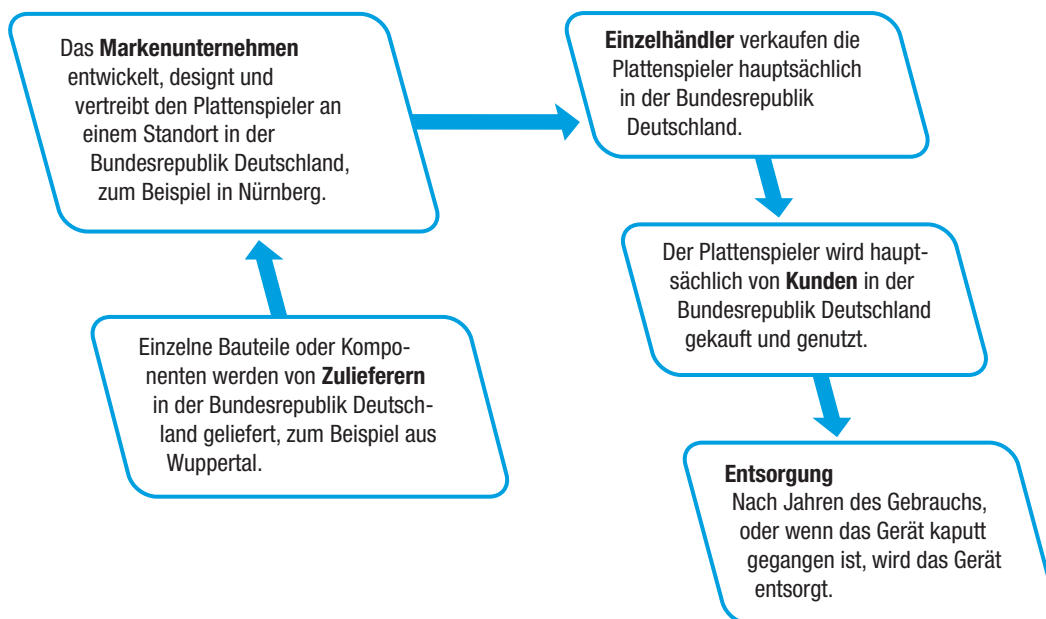 Das Markenunternehmen
entwickelt, designt und
vertreibt den Plattenspieler an
einem Standort in der
Bundesrepublik Deutschland,
zum Beispiel in Nürnberg.
Einzelhändler verkaufen die
Plattenspieler hauptsächlich
in der Bundesrepublik
Deutschland.
Der Plattenspieler wird haupt-
sächlich von Kunden in der
Bundesrepublik Deutschland
gekauft und genutzt.
Einzelne Bauteile oder Kompo-
nenten werden von Zulieferern
in der Bundesrepublik Deutsch-
land geliefert, zum Beispiel aus
Wuppertal.
Entsorgung
Nach Jahren des Gebrauchs,
oder wenn das Gerät kaputt
gegangen ist, wird das Gerät
entsorgt.